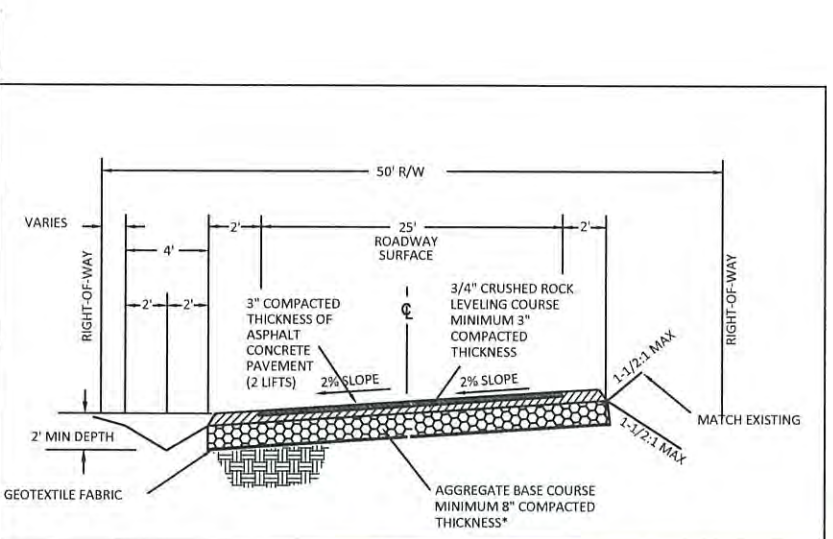 50' R/W
VARIES
2'
25'
2'
ROADWAY
SURFACE
4'
2'
2'
RIGHT-OF-WAY
RIGHT-OF-WAY
3" COMPACTED
THICKNESS OF
ASPHALT
CONCRETE
PAVEMENT
(2 LIFTS)
℄
3/4" CRUSHED ROCK
LEVELING COURSE
MINIMUM 3"
COMPACTED
THICKNESS
2% SLOPE
2% SLOPE
1-1/2:1 MAX
MATCH EXISTING
1-1/2:1 MAX
2' MIN DEPTH
GEOTEXTILE FABRIC
AGGREGATE BASE COURSE
MINIMUM 8" COMPACTED
THICKNESS*